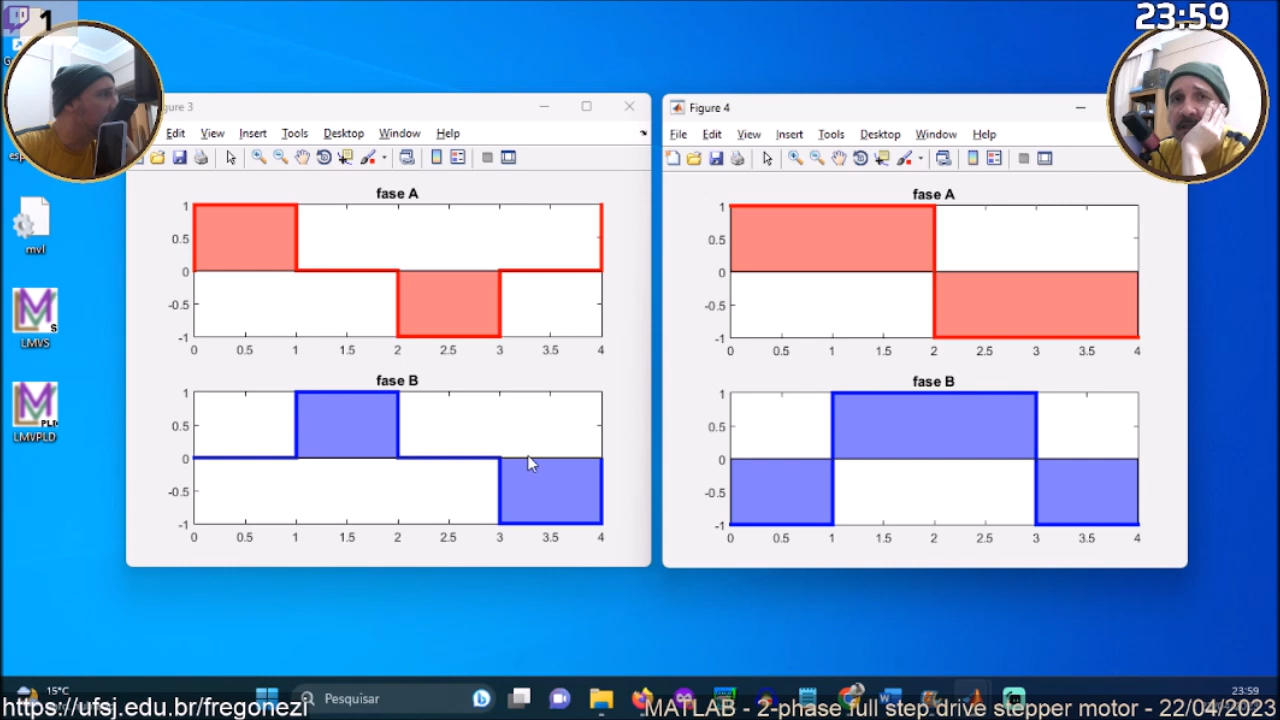 1
23:59
gure 3
Edit View Insert Tools Desktop Window Help
fase A
1
0.5
0
-0.5
-1
0 0.5 1 1.5 2 2.5 3 3.5 4
fase B
1
0.5
0
-0.5
-1
0 0.5 1 1.5 2 2.5 3 3.5 4
Figure 4
File Edit View Insert Tools Desktop Window Help
fase A
1
0.5
0
-0.5
-1
0 0.5 1 1.5 2 2.5 3 3.5 4
fase B
1
0.5
0
-0.5
-1
0 0.5 1 1.5 2 2.5 3 3.5 4
mvl
LMVS
LMVPLD
15°C
Pesquisar
23:59
https://ufsj.edu.br/fregonezi
MATLAB - 2-phase full step drive stepper motor - 22/04/2023